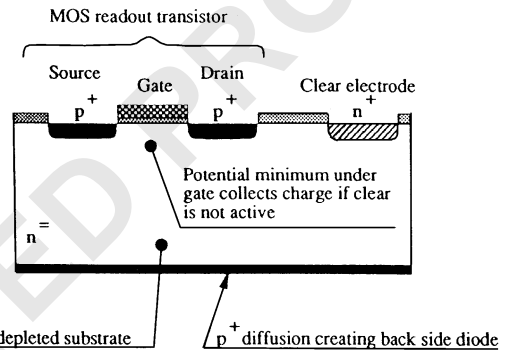 MOS readout transistor
Source
Gate
Drain
Clear electrode
p+
p+
n+
Potential minimum under
gate collects charge if clear
is not active
n=
depleted substrate
p+ diffusion creating back side diode